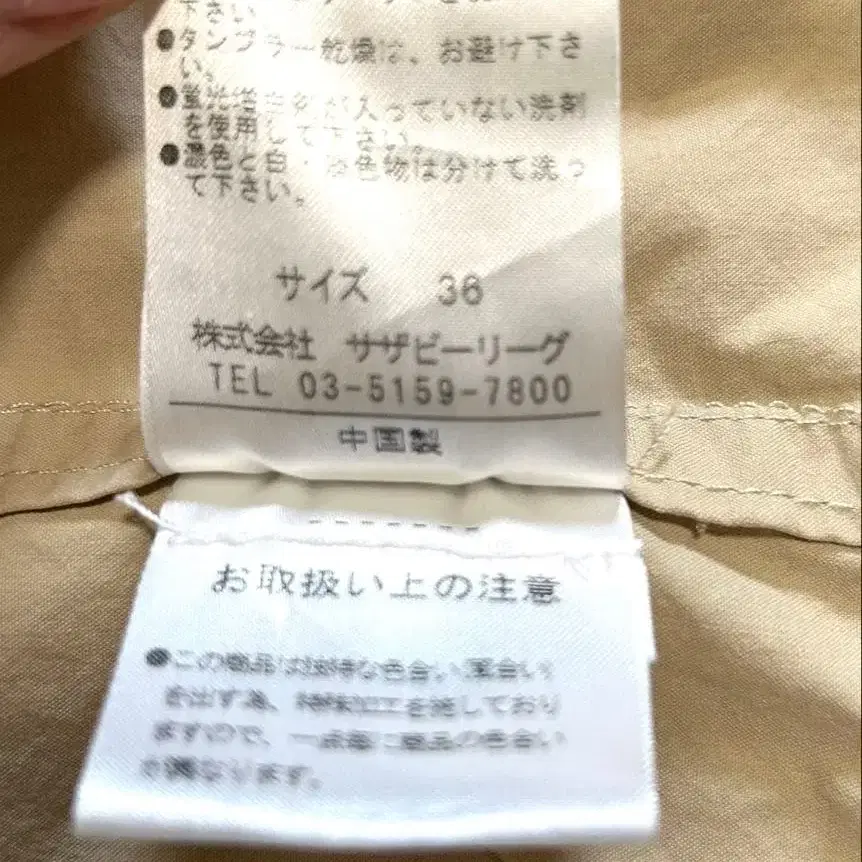 下さい。
●タンブラー乾燥は、お避け下さ
い。
●蛍光増白剤が入っていない洗剤
を使用して下さい。
●濃色と白・淡色物は分けて洗っ
て下さい。
サイズ 36
株式会社 サザビーリーグ
TEL 03-5159-7800
中国製
お取扱い上の注意
●この商品は独特な色合い(風合い)
を出す為、特殊加工を施しており
ますので、一点毎に商品の色合い
が異なります。